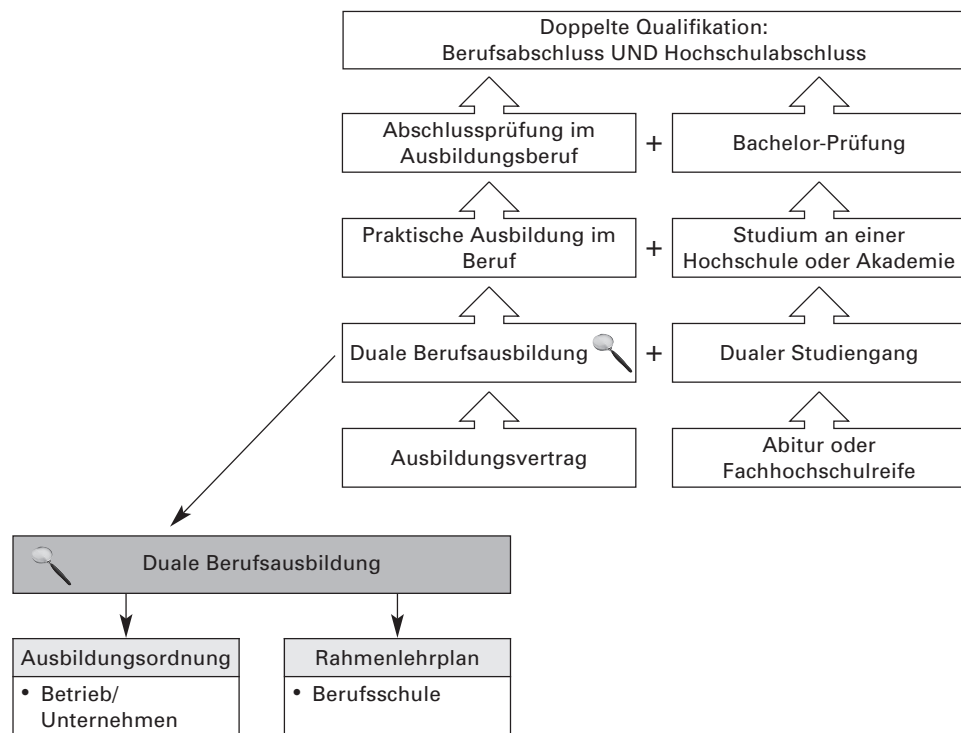 Doppelte Qualifikation:
Berufsabschluss UND Hochschulabschluss
Abschlussprüfung im
Ausbildungsberuf
+
Bachelor-Prüfung
Praktische Ausbildung im
Beruf
+
Studium an einer
Hochschule oder Akademie
Duale Berufsausbildung
+
Dualer Studiengang
Ausbildungsvertrag
Abitur oder
Fachhochschulreife
Duale Berufsausbildung
Ausbildungsordnung
• Betrieb/
Unternehmen
Rahmenlehrplan
• Berufsschule